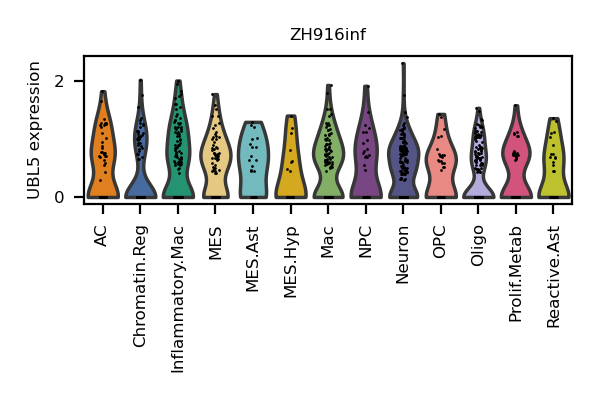 ZH916inf
UBL5 expression
2
0
AC
Chromatin.Reg
Inflammatory.Mac
MES
MES.Ast
MES.Hyp
Mac
NPC
Neuron
OPC
Oligo
Prolif.Metab
Reactive.Ast